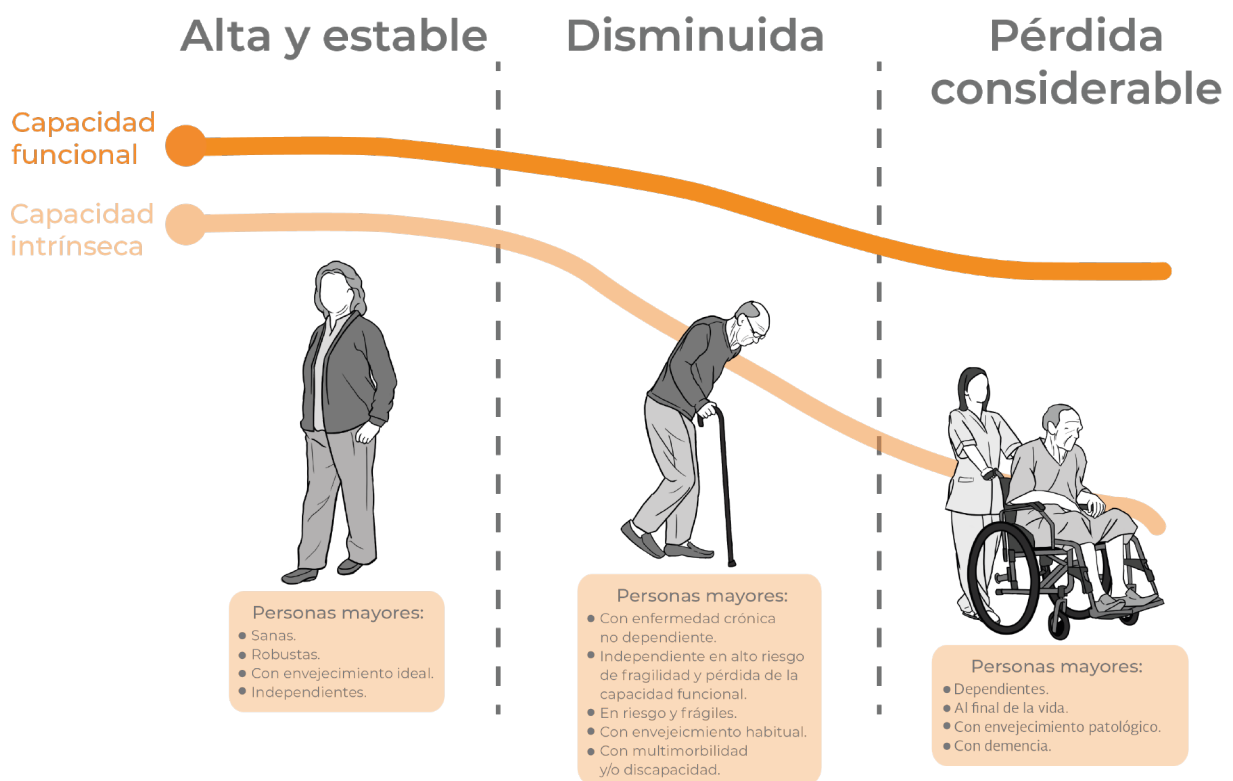 Alta y estable
Disminuida
Pérdida
considerable
Capacidad
funcional
Capacidad
intrínseca
Personas mayores:
• Sanas.
• Robustas.
• Con envejecimiento ideal.
• Independientes.
Personas mayores:
• Con enfermedad crónica
no dependiente.
• Independiente en alto riesgo
de fragilidad y pérdida de la
capacidad funcional.
• En riesgo y frágiles.
• Con envejeicmiento habitual.
• Con multimorbilidad
y/o discapacidad.
Personas mayores:
• Dependientes.
• Al final de la vida.
• Con envejecimiento patológico.
• Con demencia.